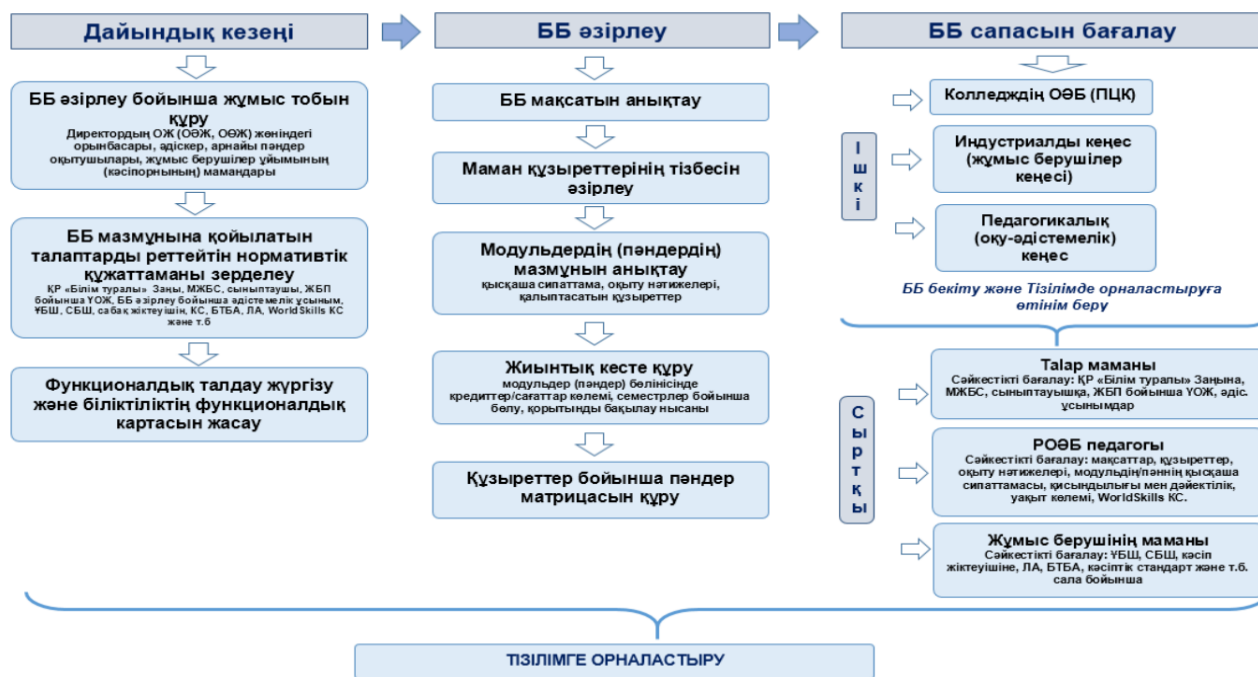 Дайындық кезеңі
ББ әзірлеу бойынша жұмыс тобын
құру
Директордың ОЖ (ОӘЖ, ОӨЖ) жөніндегі
орынбасары, әдіскер, арнайы пәндер
оқытушылары, жұмыс берушілер ұйымының
(кәсіпорнының) мамандары
ББ мазмұнына қойылатын
талаптарды реттейтін нормативтік
құжаттаманы зерделеу
ҚР «Білім туралы» Заңы, МЖБС, сыныптаушы, ЖБП
бойынша ҮОЖ, ББ әзірлеу бойынша әдістемелік ұсыным,
ҰБШ, СБШ, сабақ жіктеуішін, КС, БТБА, ЛА, WorldSkills КС
және т.б
Функционалдық талдау жүргізу
және біліктіліктің функционалдық
картасын жасау
ББ әзірлеу
ББ мақсатын анықтау
Маман құзыреттерінің тізбесін
әзірлеу
Модульдердің (пәндердің)
мазмұнын анықтау
қысқаша сипаттама, оқыту нәтижелері,
қалыптасатын құзыреттер
Жиынтық кесте құру
модульдер (пәндер) бөлінісінде
кредиттер/сағаттар көлемі, семестрлер бойынша
бөлу, қорытынды бақылау нысаны
Құзыреттер бойынша пәндер
матрицасын құру
ББ сапасын бағалау
Ішкі
Колледждің ОӘБ (ПЦК)
Индустриалды кеңес
(жұмыс берушілер
кеңесі)
Педагогикалық
(оқу-әдістемелік)
кеңес
ББ бекіту және Тізілімде орналастыруға
өтінім беру
Сыртқы
Talap маманы
Сәйкестікті бағалау: ҚР «Білім туралы» Заңына,
МЖБС, сыныптауышқа, ЖБП бойынша ҮОЖ, әдіс.
ұсынымдар
РОӘБ педагогы
Сәйкестікті бағалау: мақсаттар, құзыреттер,
оқыту нәтижелері, модульдің/пәннің қысқаша
сипаттамасы, қисындылығы мен дәйектілік,
уақыт көлемі, WorldSkills КС.
Жұмыс берушінің маманы
Сәйкестікті бағалау: ҰБШ, СБШ, кәсіп
жіктеуішіне, ЛА, БТБА, кәсіптік стандарт және т.б.
сала бойынша
ТІЗІЛІМГЕ ОРНАЛАСТЫРУ